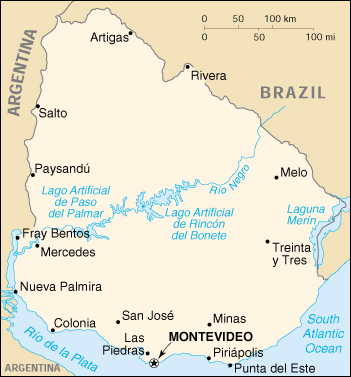 0 50 100 km
0 50 100 mi
ARGENTINA
Artigas
Rivera
BRAZIL
Salto
Río Negro
Paysandú
Melo
Lago Artificial
de Paso
del Palmar
Lago Artificial
de Rincón
del Bonete
Laguna
Merin
Fray Bentos
Mercedes
Treinta
y Tres
Nueva Palmira
Colonia
San José
Minas
South
Atlantic
Ocean
Las
Piedras
MONTEVIDEO
Piriápolis
Río de la Plata
Punta del Este
ARGENTINA